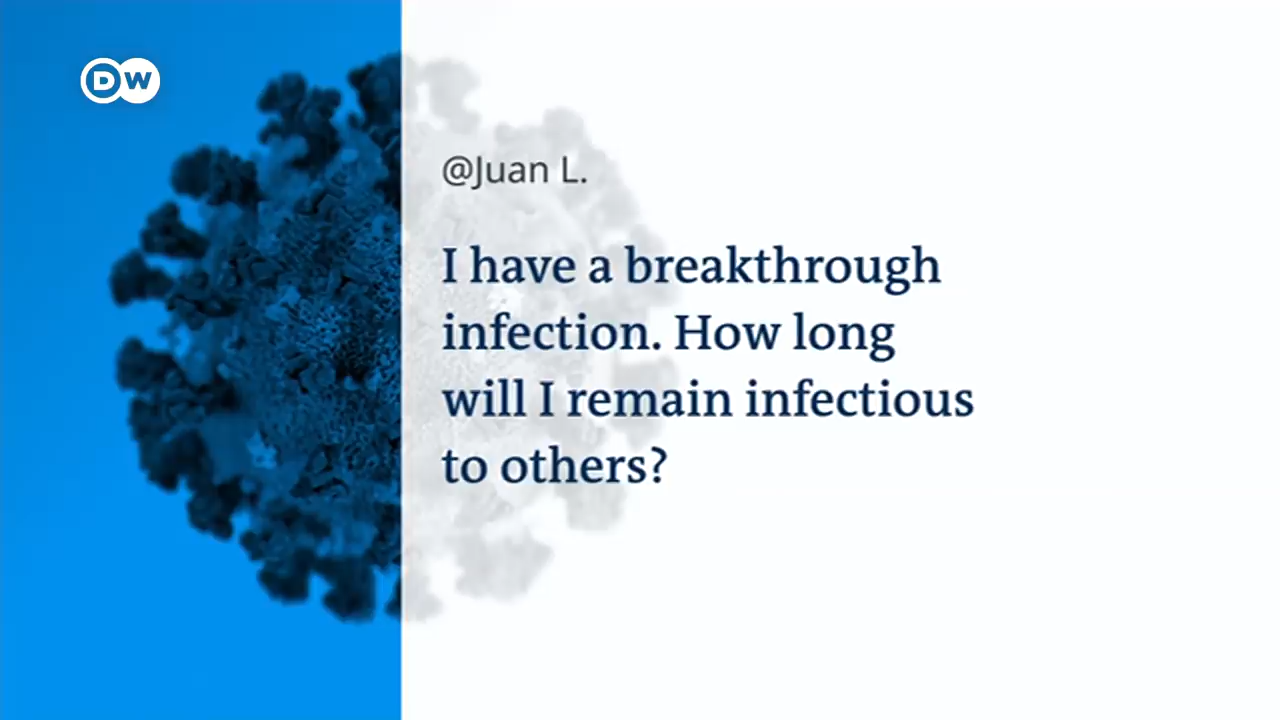 DW
@Juan L.
I have a breakthrough
infection. How long
will I remain infectious
to others?